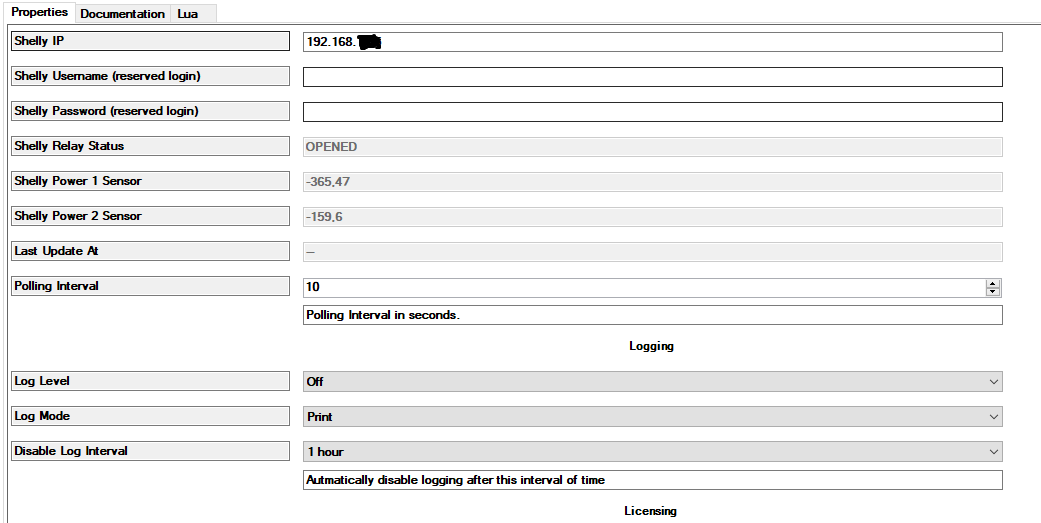 Properties Documentation Lua
Shelly IP 192.168.
Shelly Username (reserved login)
Shelly Password (reserved login)
Shelly Relay Status OPENED
Shelly Power 1 Sensor -365,47
Shelly Power 2 Sensor -159,6
Last Update At --
Polling Interval 10
Polling Interval in seconds.
Logging
Log Level Off
Log Mode Print
Disable Log Interval 1 hour
Autmatically disable logging after this interval of time
Licensing